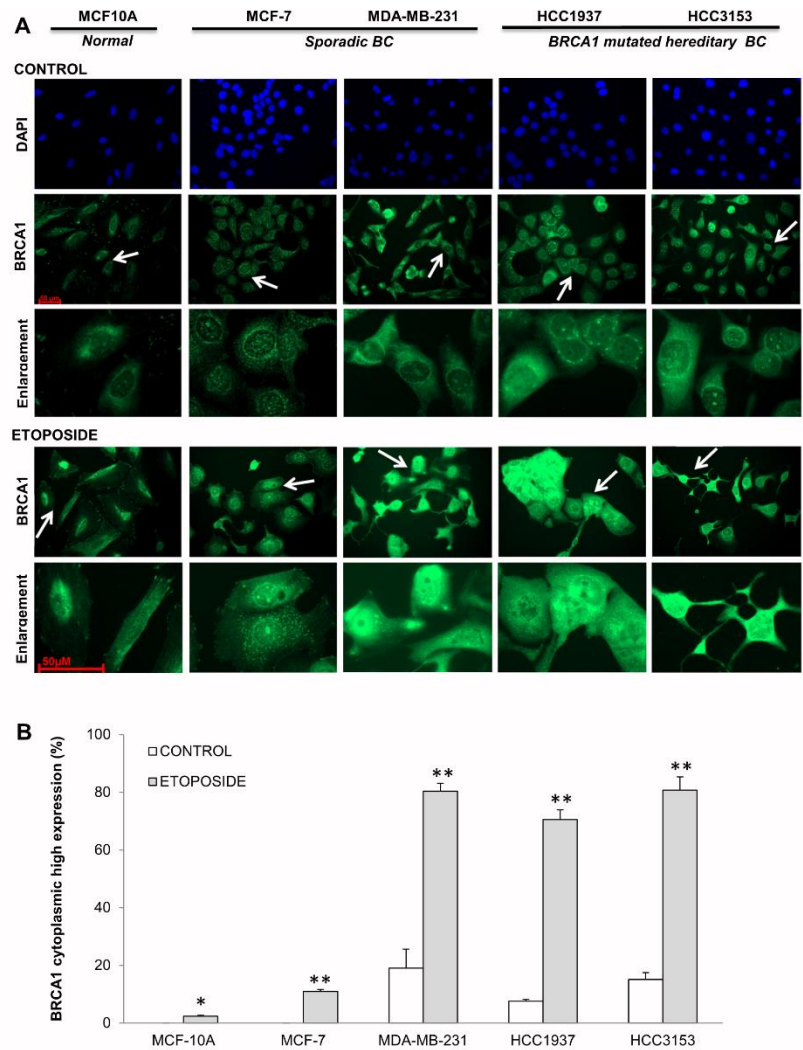 A
MCF10A MCF-7 MDA-MB-231 HCC1937 HCC3153
Normal Sporadic BC BRCA1 mutated hereditary BC
CONTROL
DAPI
BRCA1
Enlargement
ETOPOSIDE
BRCA1
Enlargement
50µM
B
BRCA1 cytoplasmic high expression (%)
100
80
60
40
20
0
CONTROL
ETOPOSIDE
* ** ** ** **
MCF-10A MCF-7 MDA-MB-231 HCC1937 HCC3153